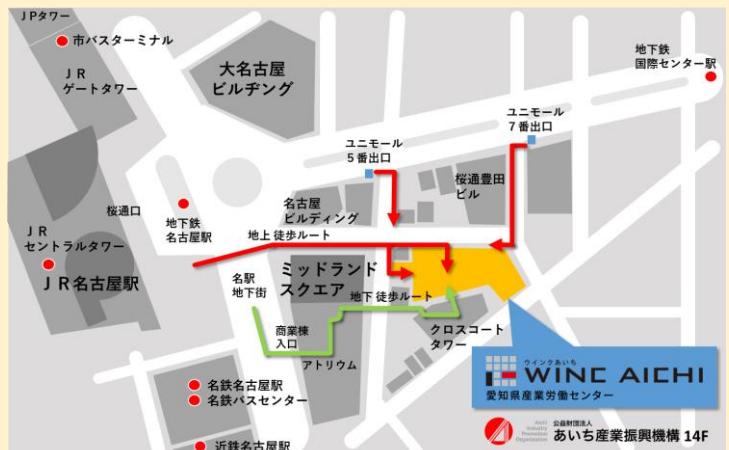 JPタワー
市バスターミナル
JR
ゲートタワー
大名古屋
ビルヂング
地下鉄
国際センター駅
ユニモール
7番出口
ユニモール
5番出口
桜通豊田
ビル
名古屋
ビルディング
桜通口
地下鉄
名古屋駅
地上 徒歩ルート
JR
セントラルタワー
JR名古屋駅
名駅
地下街
ミッドランド
スクエア
地下 徒歩ルート
商業棟
入口
アトリウム
クロスコート
タワー
ウインクあいち
WINC AICHI
愛知県産業労働センター
名鉄名古屋駅
名鉄バスセンター
近鉄名古屋駅
Aichi
Industry
Promotion
Organization
公益財団法人
あいち産業振興機構 14F